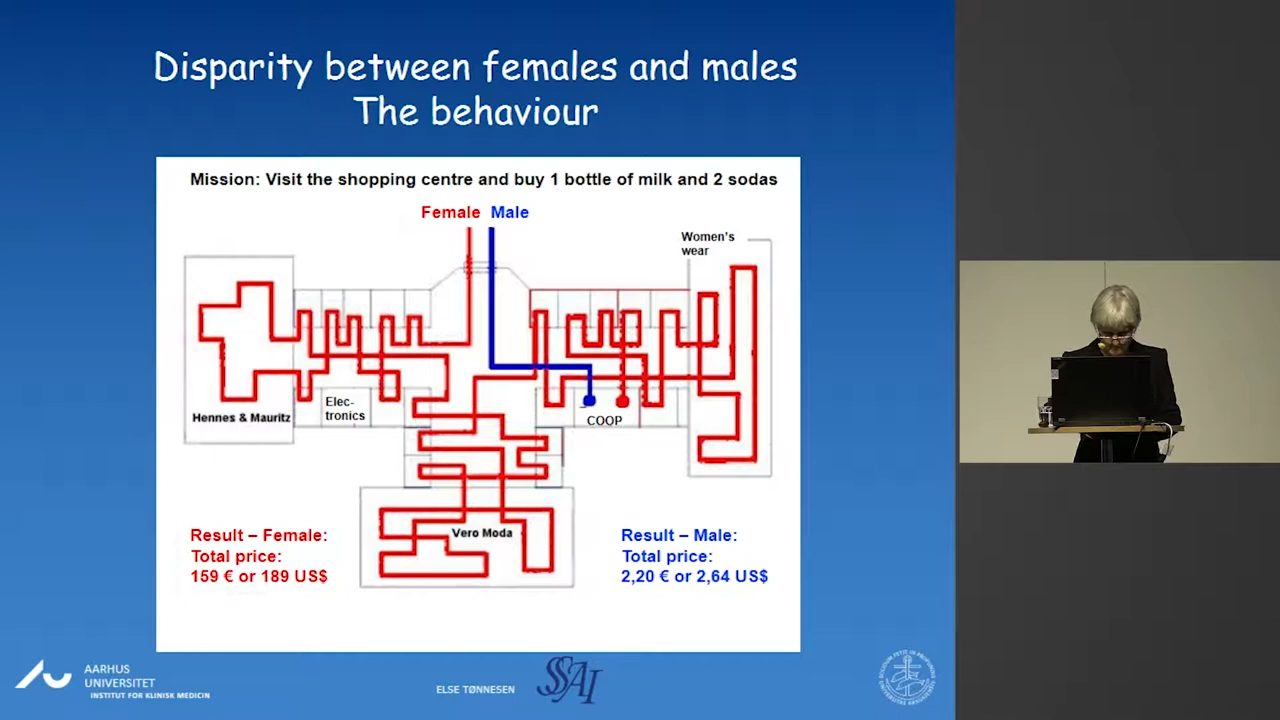 Disparity between females and males
The behaviour
Mission: Visit the shopping centre and buy 1 bottle of milk and 2 sodas
Female Male
Women's
wear
Hennes & Mauritz
Elec-
tronics
COOP
Vero Moda
Result – Female:
Total price:
159 € or 189 US$
Result – Male:
Total price:
2,20 € or 2,64 US$
AARHUS
UNIVERSITET
INSTITUT FOR KLINISK MEDICIN
ELSE TØNNESEN
SSAI